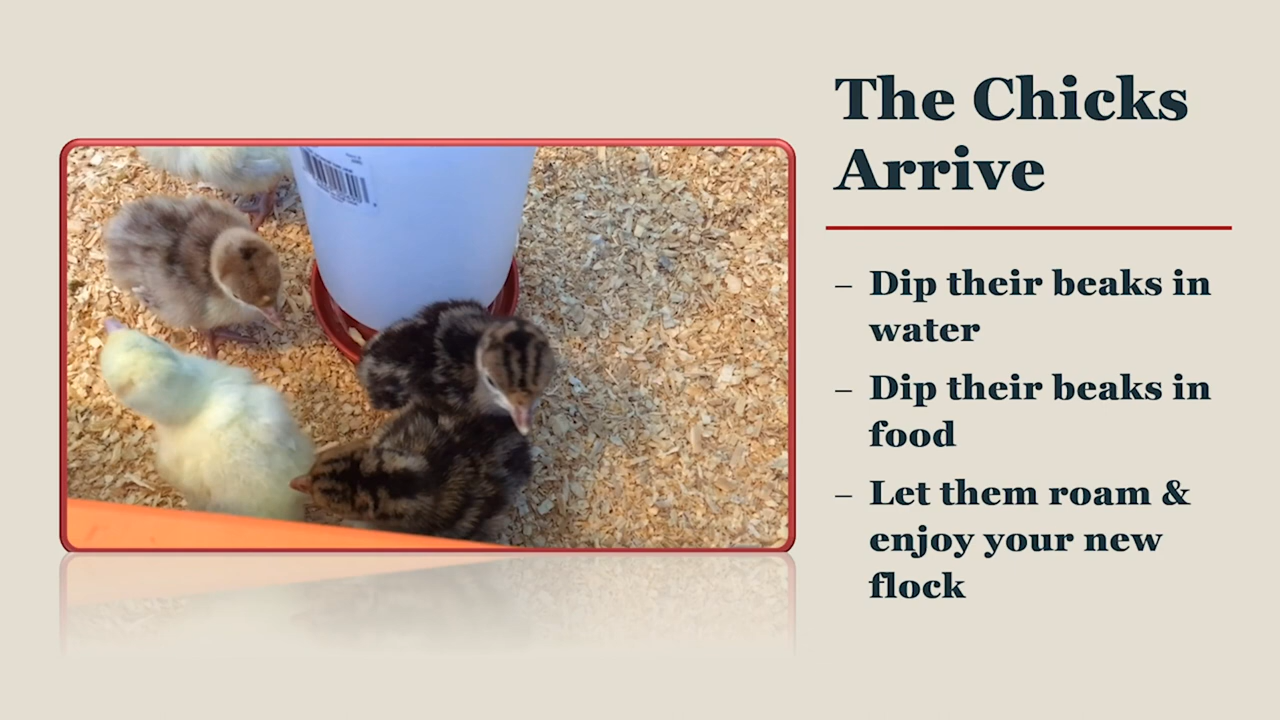 The Chicks
Arrive
– Dip their beaks in
water
– Dip their beaks in
food
– Let them roam &
enjoy your new
flock